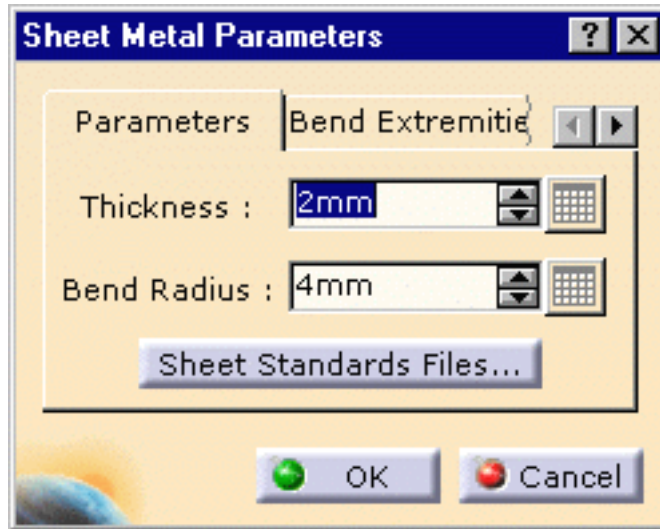 Sheet Metal Parameters
Parameters Bend Extremitie
Thickness : 2mm
Bend Radius : 4mm
Sheet Standards Files...
OK Cancel